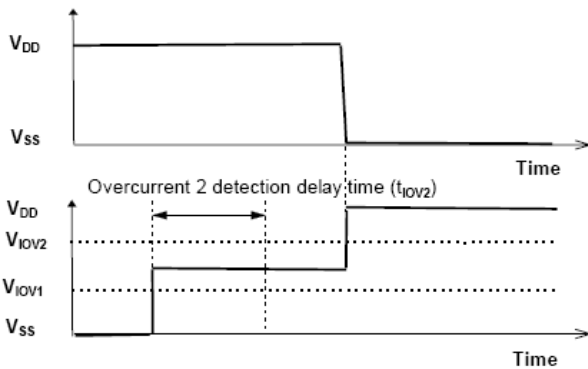 VDD
VSS
Time
Overcurrent 2 detection delay time (tIOV2)
VDD
VIOV2
VIOV1
VSS
Time